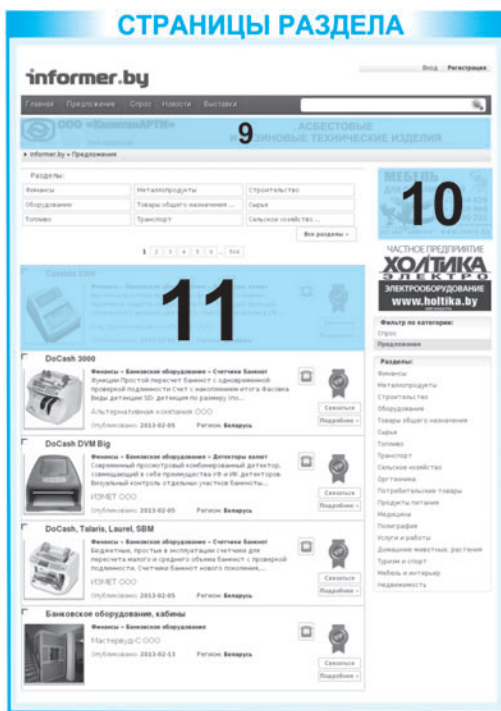 СТРАНИЦЫ РАЗДЕЛА
informer.by
Вход Регистрация
Главная Предложение Спрос Новости Выставки
ООО «КапиталАРТИ»
АСБЕСТОВЫЕ
ТЕХНИЧЕСКИЕ ИЗДЕЛИЯ
9
informer.by » Предложения
Разделы:
Финансы Металлопродукты Строительство
Оборудование Товары общего назначения ... Сырье
Топливо Транспорт Сельское хозяйство ...
Все разделы »
1 2 3 4 5 6 ... 504
МЕБЕЛЬ
10
ЧАСТНОЕ ПРЕДПРИЯТИЕ
ХОЛТИКА
ЭЛЕКТРО
ЭЛЕКТРООБОРУДОВАНИЕ
www.holtika.by
Фильтр по категории:
Спрос
Предложения
Разделы:
Финансы
Металлопродукты
Строительство
Оборудование
Товары общего назначения
Сырье
Топливо
Транспорт
Сельское хозяйство
Оргтехника
Потребительские товары
Продукты питания
Медицина
Полиграфия
Услуги и работы
Домашние животные, растения
Туризм и спорт
Мебель и интерьер
Недвижимость
11
DoCash 3000
Финансы » Банковское оборудование » Счетчики банкнот
Функции Простой пересчет банкнот с одновременной
проверкой подлинности Счет с накоплением итога Фасовка
Виды детекции SD: детекция по размеру (по...
Альтернативная компания ООО
Опубликовано: 2013-02-05 Регион: Беларусь
Связаться
Подробнее »
DoCash DVM Big
Финансы » Банковское оборудование » Детекторы валют
Современный просмотровый комбинированный детектор,
совмещающий в себе преимущества УФ и ИК детекторов.
Визуальный контроль отдельных участков банкноты...
ИЗМЕТ ООО
Опубликовано: 2013-02-05 Регион: Беларусь
Связаться
Подробнее »
DoCash, Talaris, Laurel, SBM
Финансы » Банковское оборудование » Счетчики банкнот
Бюджетные, простые в эксплуатации счетчики для
пересчета малого и среднего объема банкнот с проверкой
подлинности. Счетчики банкнот нового поколения,...
ИЗМЕТ ООО
Опубликовано: 2013-02-05 Регион: Беларусь
Связаться
Подробнее »
Банковское оборудование, кабины
Финансы » Банковское оборудование
Мастервуд-С ООО
Опубликовано: 2013-02-13 Регион: Беларусь
Связаться
Подробнее »